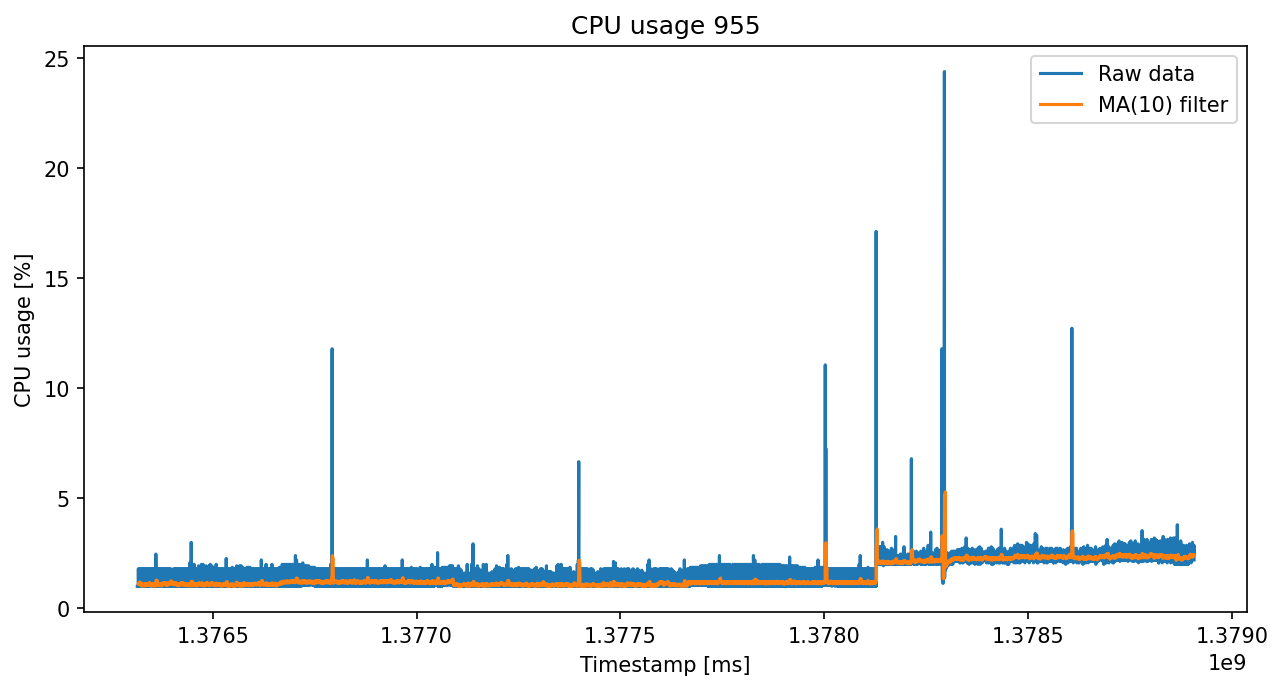 CPU usage 955
Raw data
MA(10) filter
CPU usage [%]
25
20
15
10
5
0
1.3765 1.3770 1.3775 1.3780 1.3785 1.3790
1e9
Timestamp [ms]